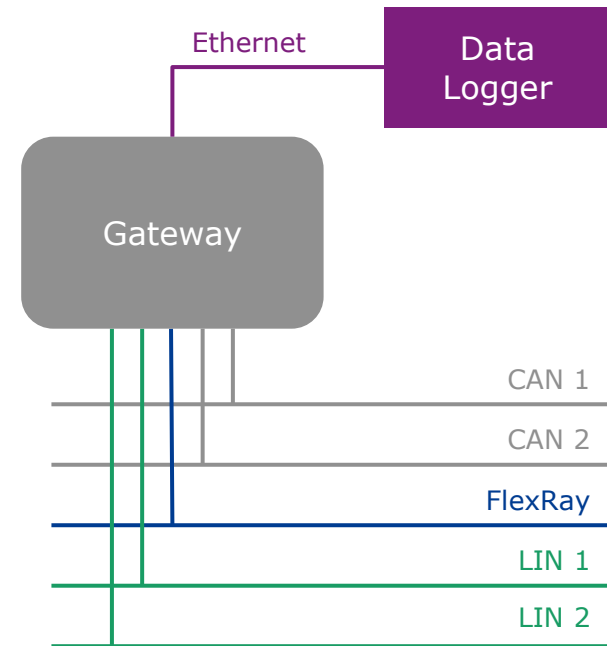 Ethernet
Data
Logger
Gateway
CAN 1
CAN 2
FlexRay
LIN 1
LIN 2